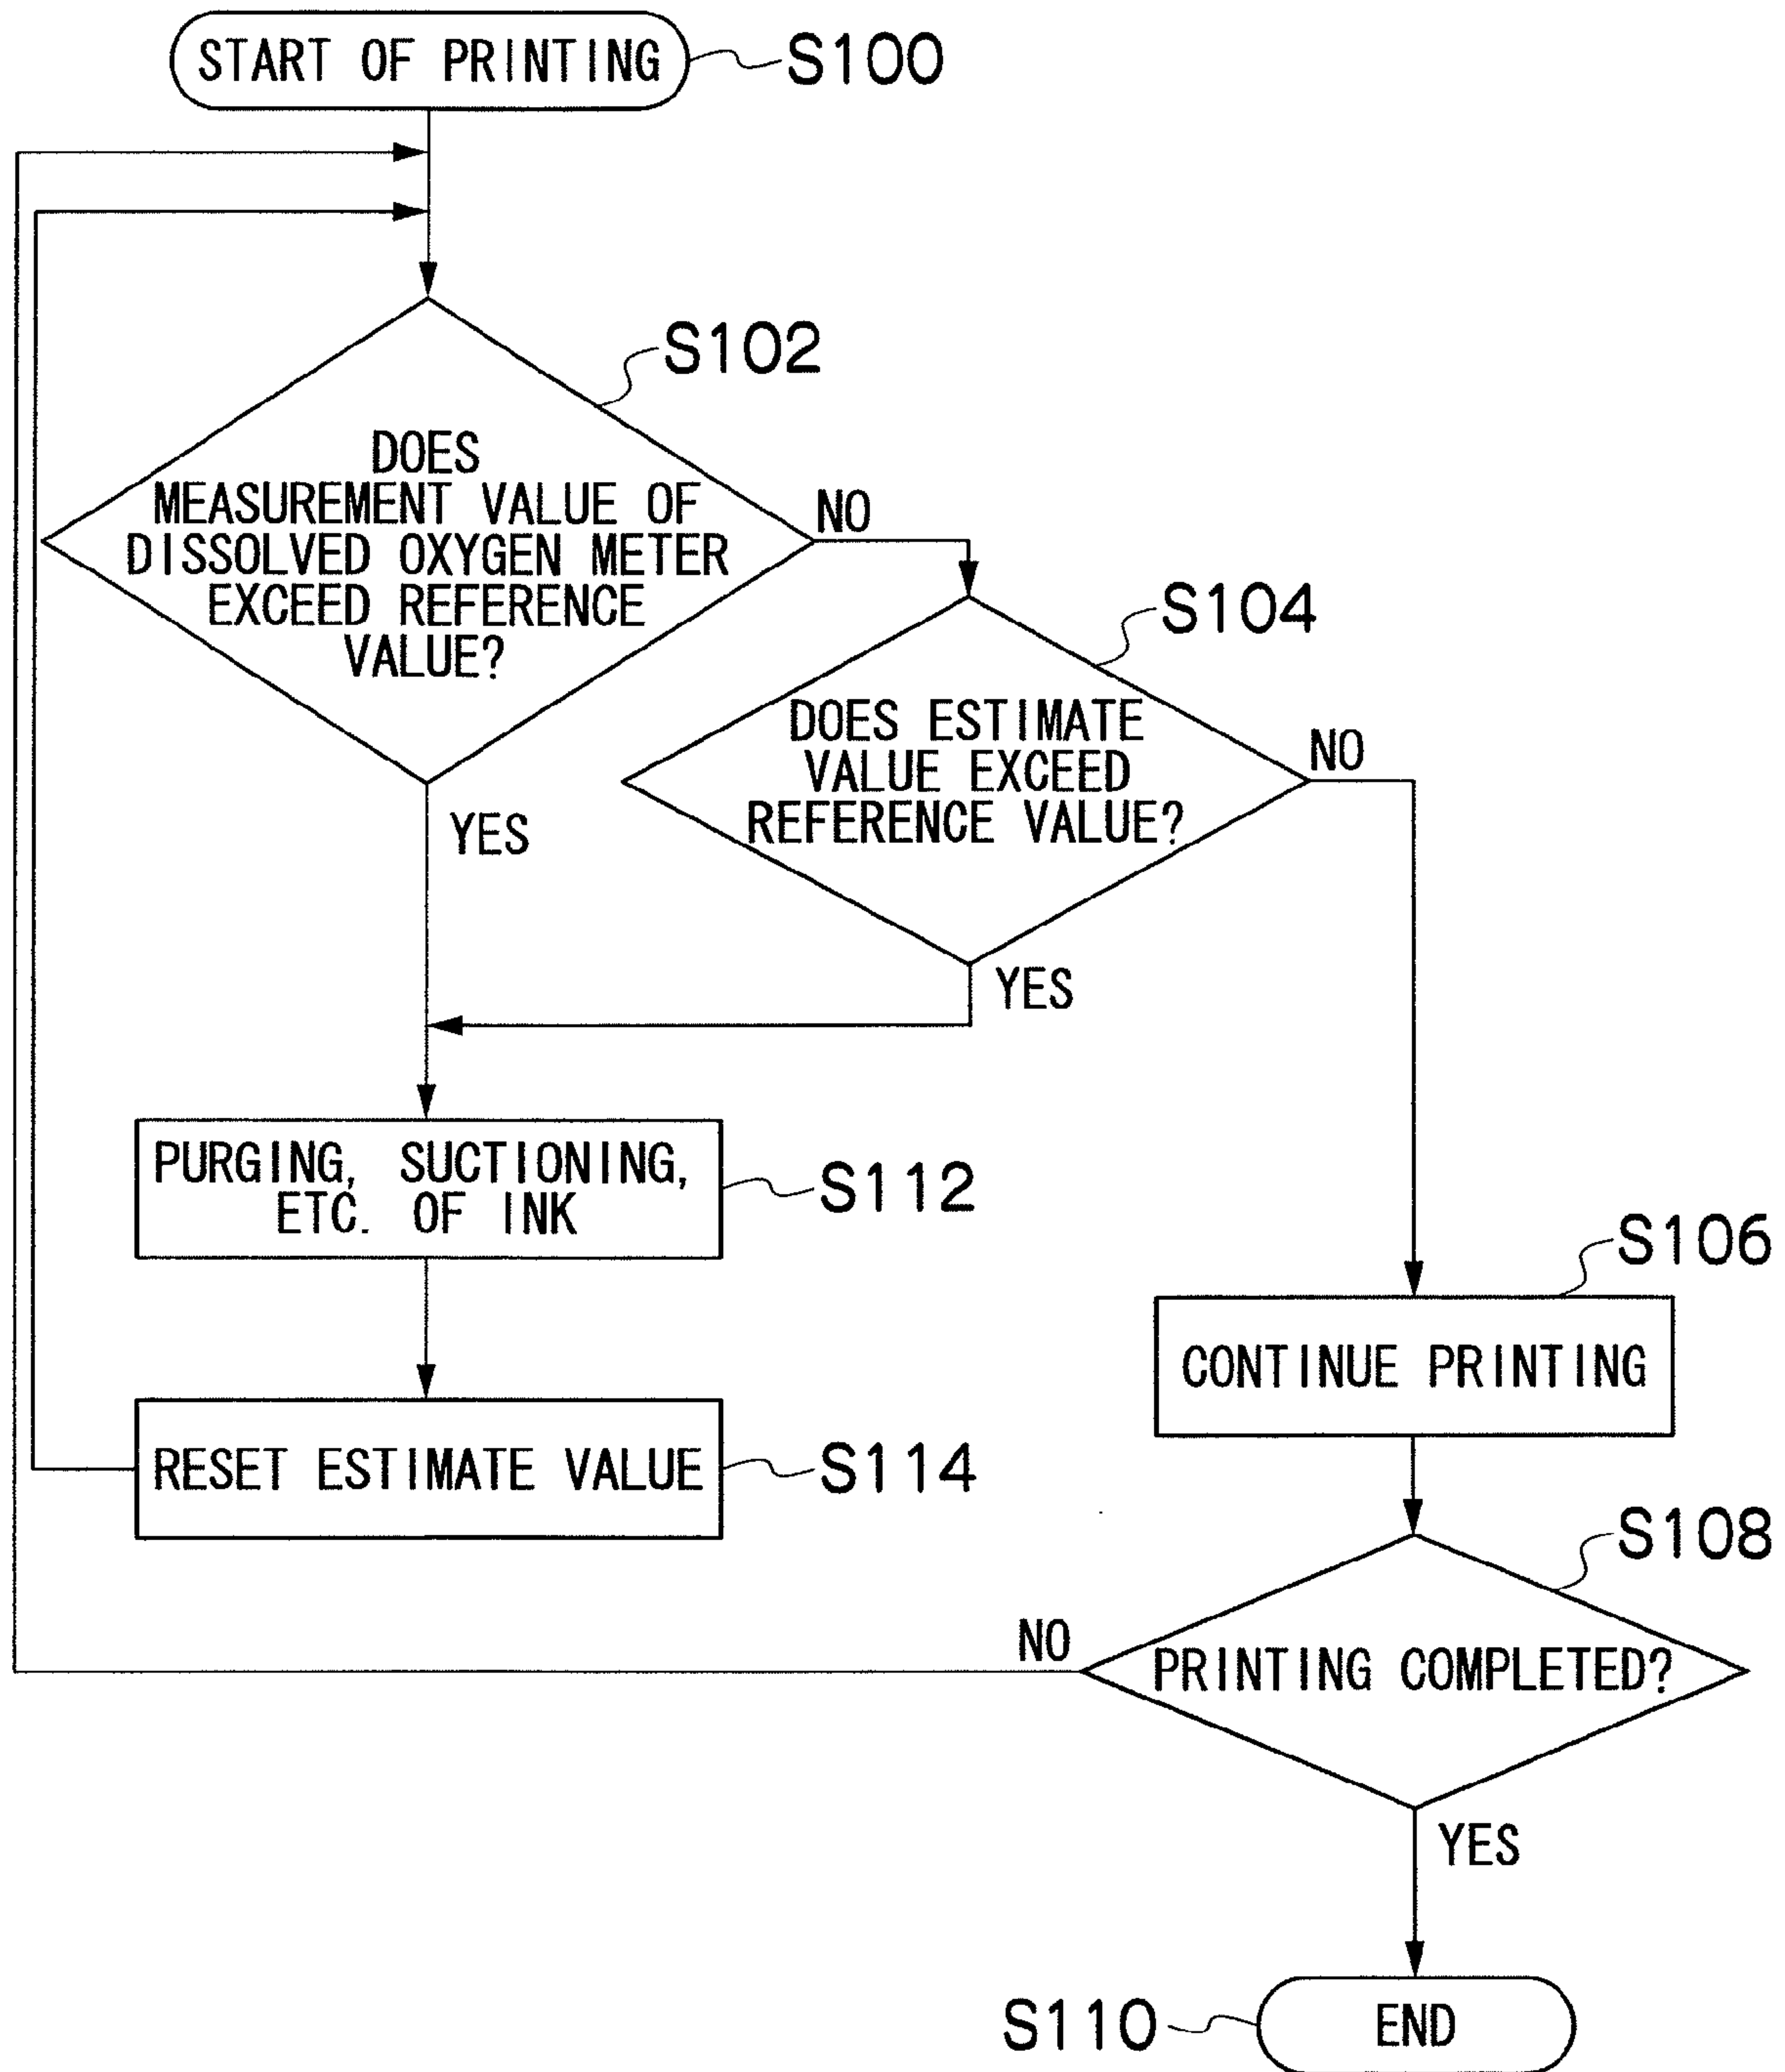 START OF PRINTING
S100
S102
DOES
MEASUREMENT VALUE OF
DISSOLVED OXYGEN METER
EXCEED REFERENCE
VALUE?
NO
YES
S104
DOES ESTIMATE
VALUE EXCEED
REFERENCE VALUE?
NO
YES
PURGING, SUCTIONING,
ETC. OF INK
S112
RESET ESTIMATE VALUE
S114
S106
CONTINUE PRINTING
S108
PRINTING COMPLETED?
NO
YES
S110
END